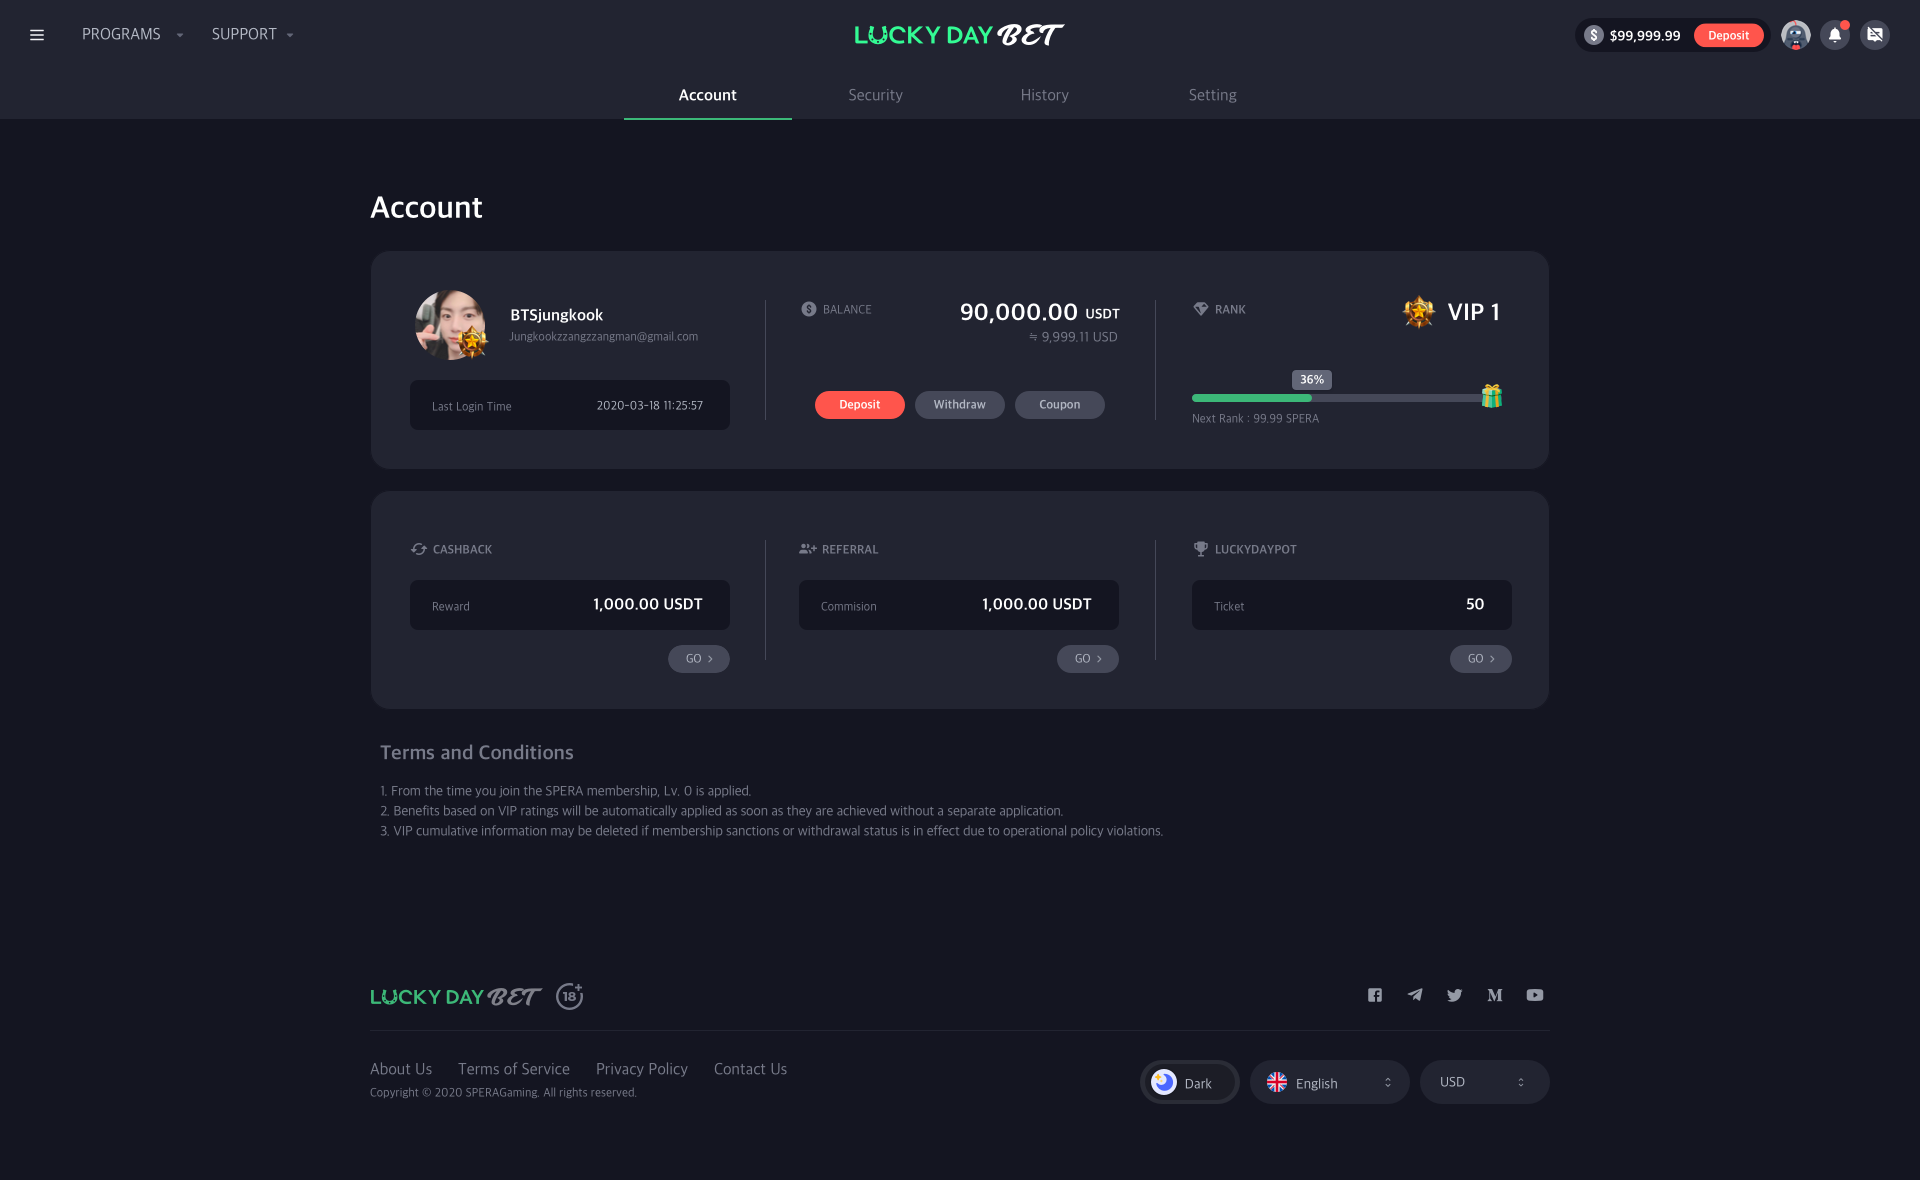 PROGRAMS
SUPPORT
LUCKY DAY BET
$ $99,999.99
Deposit
Account
Security
History
Setting
Account
BTSjungkook
Jungkookzzangzzangman@gmail.com
Last Login Time
2020-03-18 11:25:57
$ BALANCE
90,000.00 USDT
≒ 9,999.11 USD
Deposit
Withdraw
Coupon
RANK
VIP 1
36%
Next Rank : 99.99 SPERA
CASHBACK
Reward
1,000.00 USDT
GO >
REFERRAL
Commision
1,000.00 USDT
GO >
LUCKYDAYPOT
Ticket
50
GO >
Terms and Conditions
1. From the time you join the SPERA membership, Lv. 0 is applied.
2. Benefits based on VIP ratings will be automatically applied as soon as they are achieved without a separate application.
3. VIP cumulative information may be deleted if membership sanctions or withdrawal status is in effect due to operational policy violations.
LUCKY DAY BET
18+
M
About Us
Terms of Service
Privacy Policy
Contact Us
Copyright © 2020 SPERAGaming. All rights reserved.
Dark
English
USD